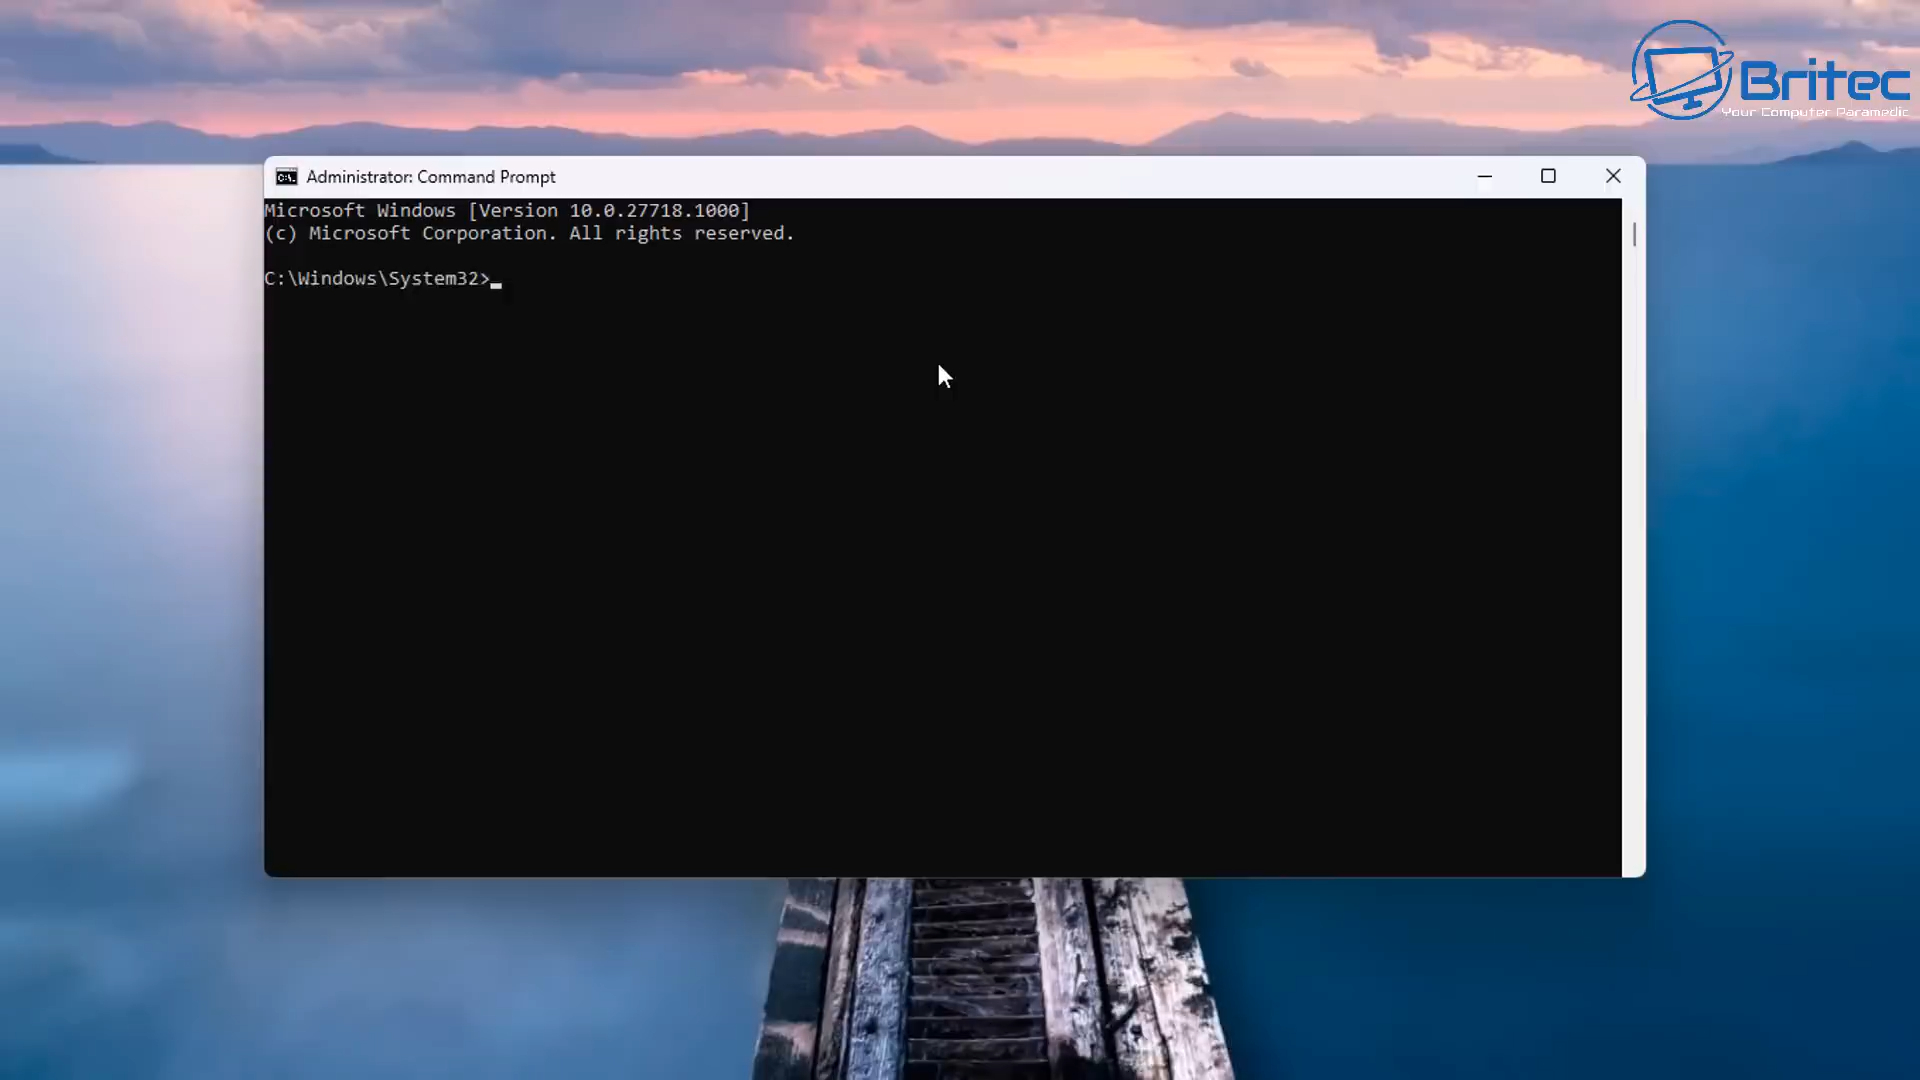 Britec
Your Computer Paramedic
Administrator: Command Prompt
Microsoft Windows [Version 10.0.27718.1000]
(c) Microsoft Corporation. All rights reserved.
C:\Windows\System32>